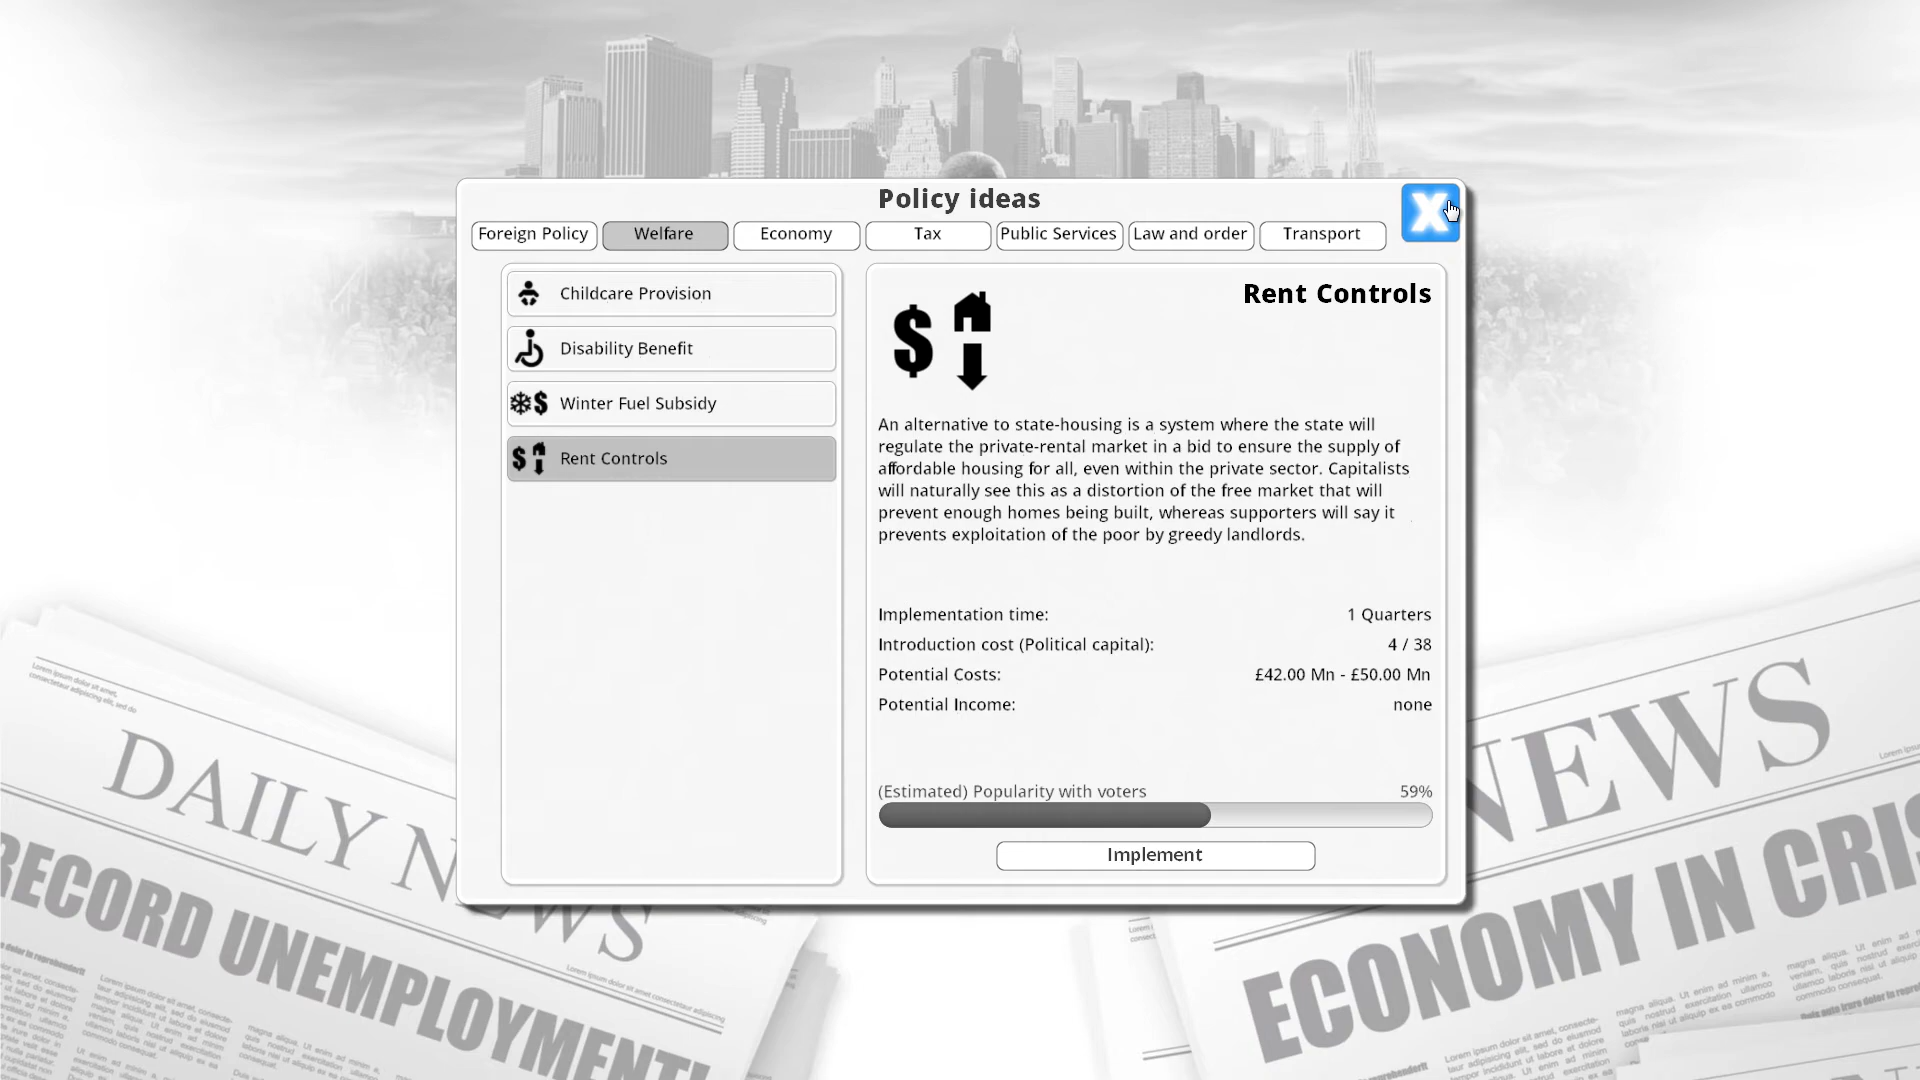 Policy ideas
Foreign Policy
Welfare
Economy
Tax
Public Services
Law and order
Transport
Childcare Provision
Disability Benefit
Winter Fuel Subsidy
Rent Controls
Rent Controls
An alternative to state-housing is a system where the state will
regulate the private-rental market in a bid to ensure the supply of
affordable housing for all, even within the private sector. Capitalists
will naturally see this as a distortion of the free market that will
prevent enough homes being built, whereas supporters will say it
prevents exploitation of the poor by greedy landlords.
Implementation time: 1 Quarters
Introduction cost (Political capital): 4 / 38
Potential Costs: £42.00 Mn - £50.00 Mn
Potential Income: none
(Estimated) Popularity with voters 59%
Implement
DAILY NEWS
RECORD UNEMPLOYMENT!
NEWS
ECONOMY IN CRIS